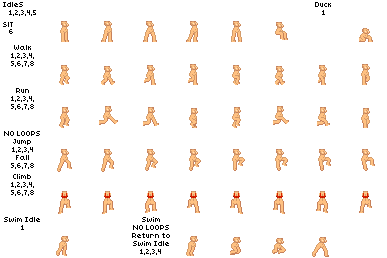 IdleS
1,2,3,4,5
Duck
1
SIT
6
Walk
1,2,3,4,
5,6,7,8
Run
1,2,3,4,
5,6,7,8
NO LOOPS
Jump
1,2,3,4
Fall
5,6,7,8
Climb
1,2,3,4,
5,6,7,8
Swim Idle
1
Swim
NO LOOPS
Return to
Swim Idle
1,2,3,4